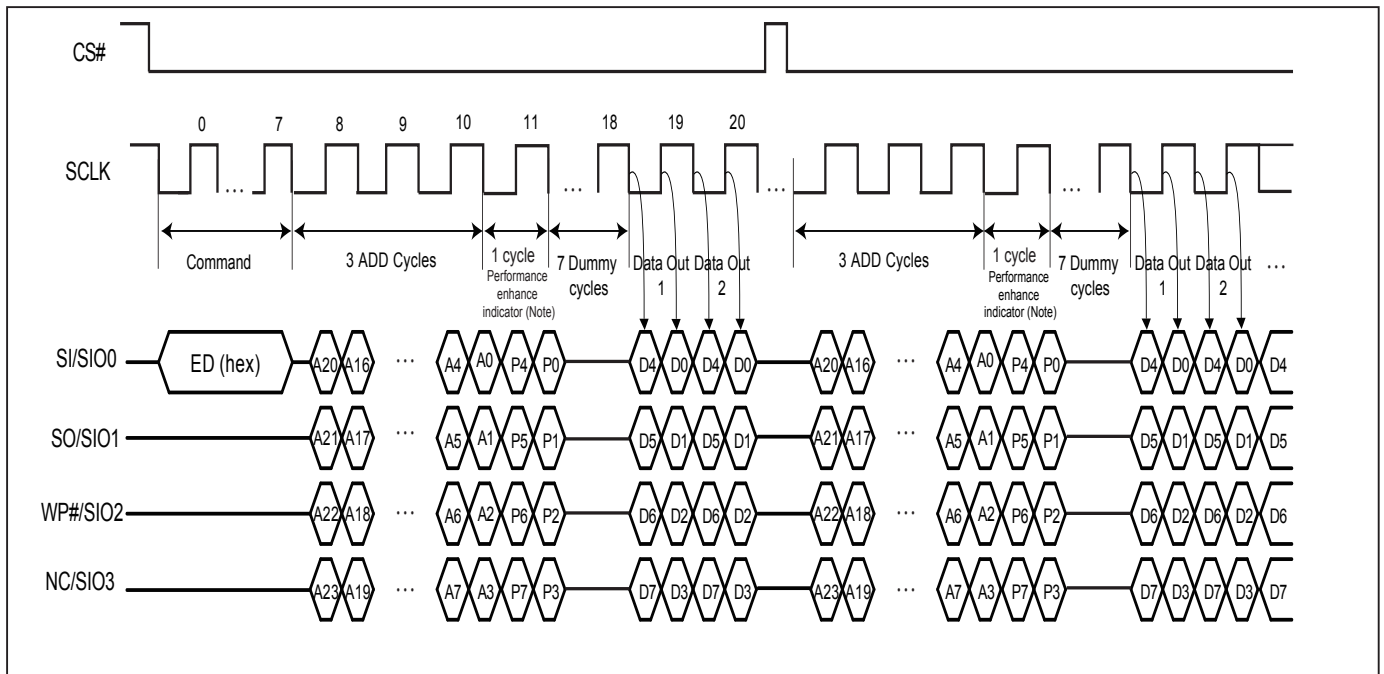 CS#
0 7 8 9 10 11 18 19 20
SCLK
... ... ... ...
Command 3 ADD Cycles 1 cycle Performance enhance indicator (Note) 7 Dummy cycles Data Out 1 Data Out 2 3 ADD Cycles 1 cycle Performance enhance indicator (Note) 7 Dummy cycles Data Out 1 Data Out 2 ...
SI/SIO0 ED (hex) A20 A16 ... A4 A0 P4 P0 D4 D0 D4 D0 A20 A16 ... A4 A0 P4 P0 D4 D0 D4 D0 D4
SO/SIO1 A21 A17 ... A5 A1 P5 P1 D5 D1 D5 D1 A21 A17 ... A5 A1 P5 P1 D5 D1 D5 D1 D5
WP#/SIO2 A22 A18 ... A6 A2 P6 P2 D6 D2 D6 D2 A22 A18 ... A6 A2 P6 P2 D6 D2 D6 D2 D6
NC/SIO3 A23 A19 ... A7 A3 P7 P3 D7 D3 D7 D3 A23 A19 ... A7 A3 P7 P3 D7 D3 D7 D3 D7